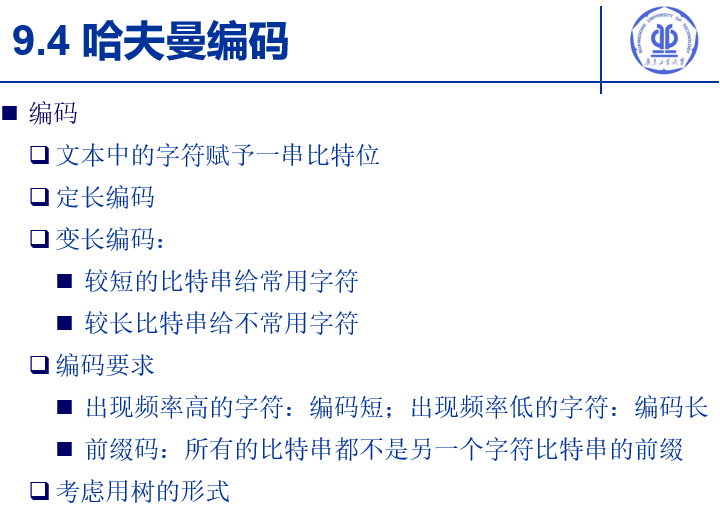 9.4 哈夫曼编码
GUANGDONG UNIVERSITY OF TECHNOLOGY
广东工业大学
编码
文本中的字符赋予一串比特位
定长编码
变长编码：
较短的比特串给常用字符
较长比特串给不常用字符
编码要求
出现频率高的字符：编码短；出现频率低的字符：编码长
前缀码：所有的比特串都不是另一个字符比特串的前缀
考虑用树的形式